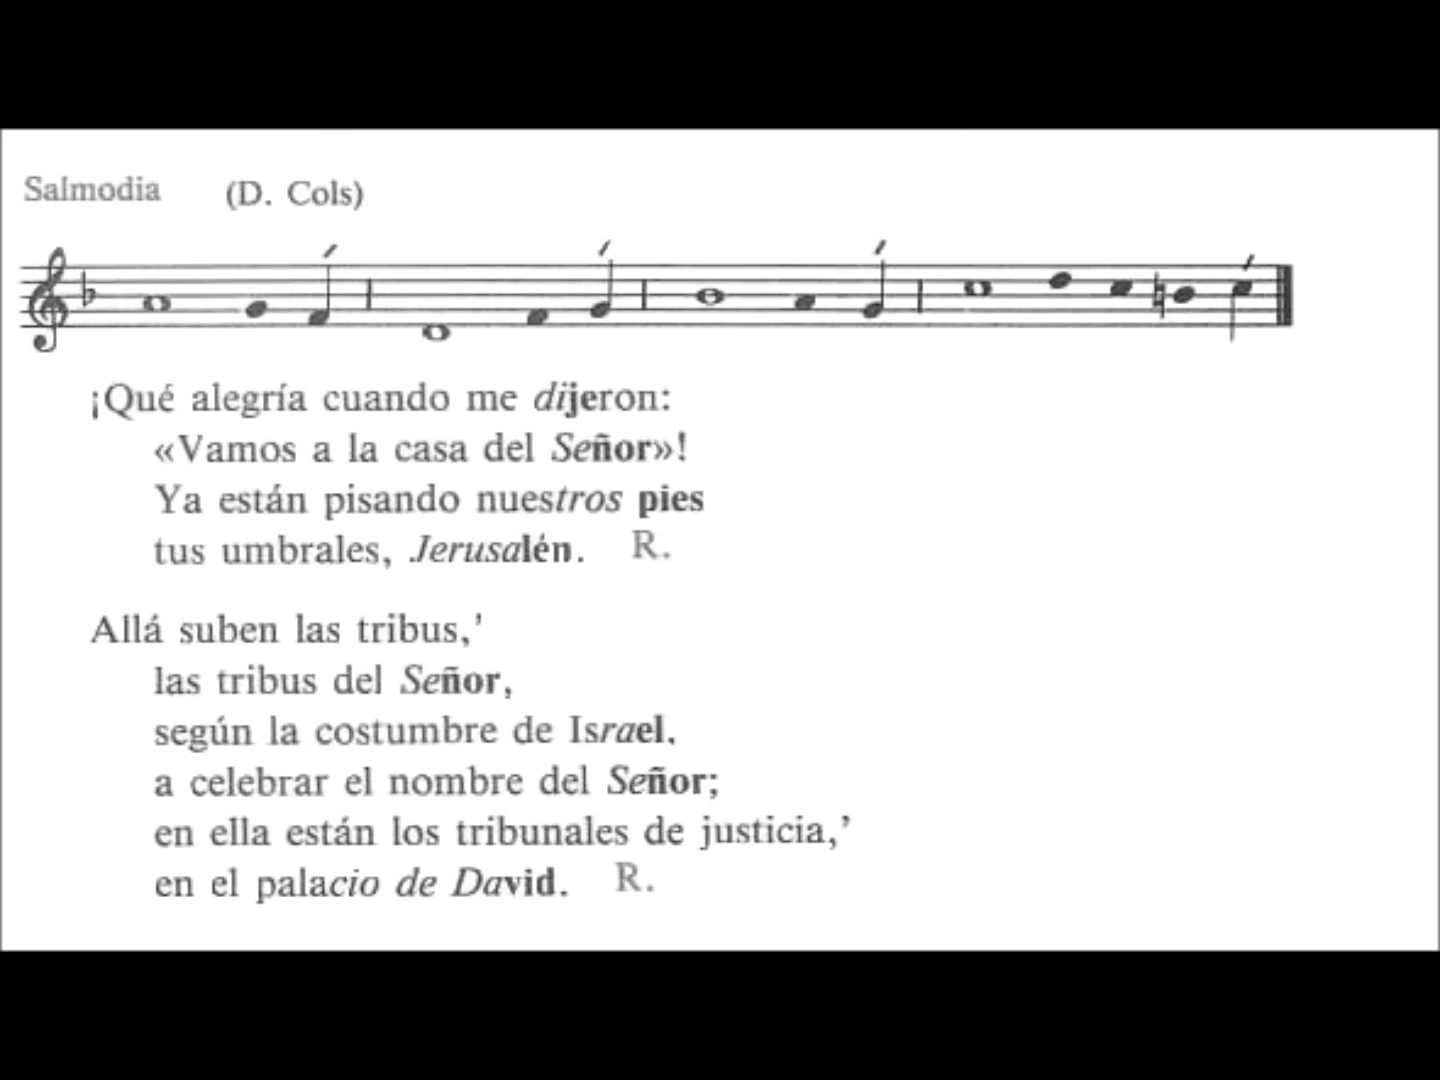 Salmodia (D. Cols)
¡Qué alegría cuando me dijeron:
«Vamos a la casa del Señor»!
Ya están pisando nuestros pies
tus umbrales, Jerusalén. R.
Allá suben las tribus,’
las tribus del Señor,
según la costumbre de Israel,
a celebrar el nombre del Señor;
en ella están los tribunales de justicia,’
en el palacio de David. R.